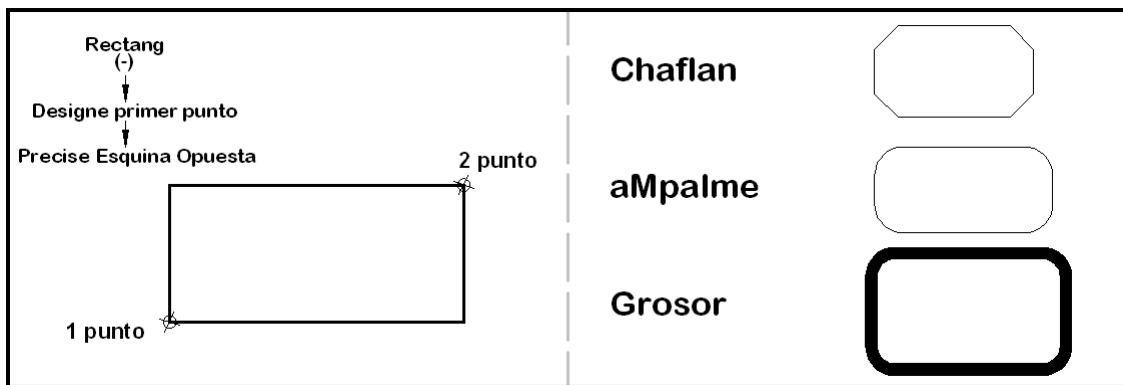 Rectang
(-)
Designe primer punto
Precise Esquina Opuesta
2 punto
1 punto
Chaflan
aMpalme
Grosor